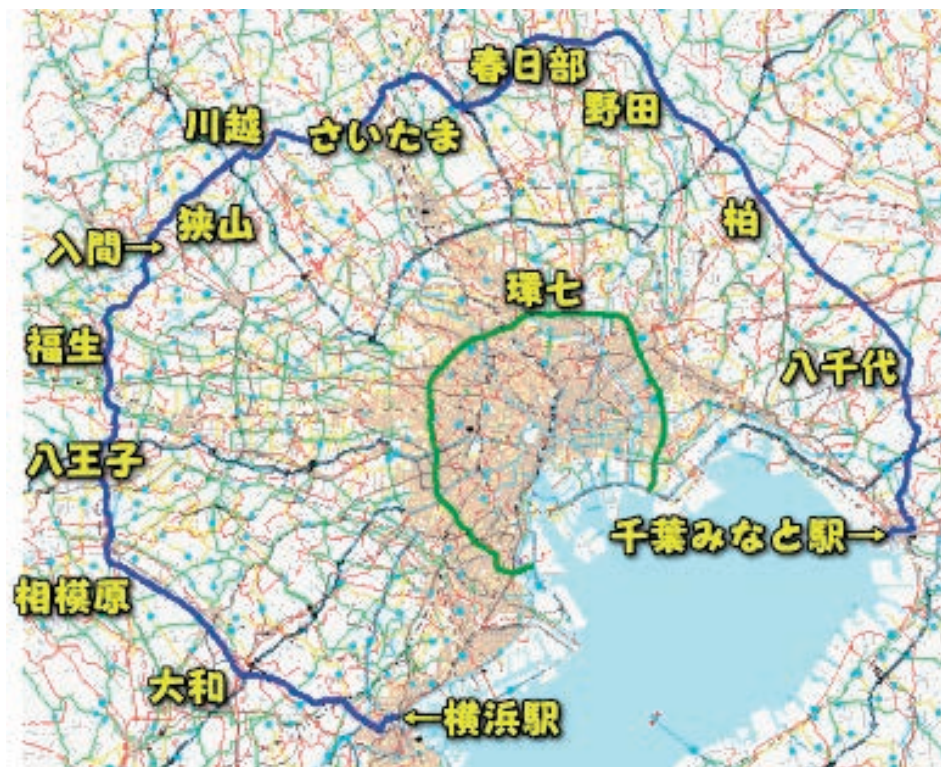 春日部
野田
川越
さいたま
狭山
柏
入間→
環七
福生
八千代
八王子
千葉みなと駅→
相模原
大和
←横浜駅